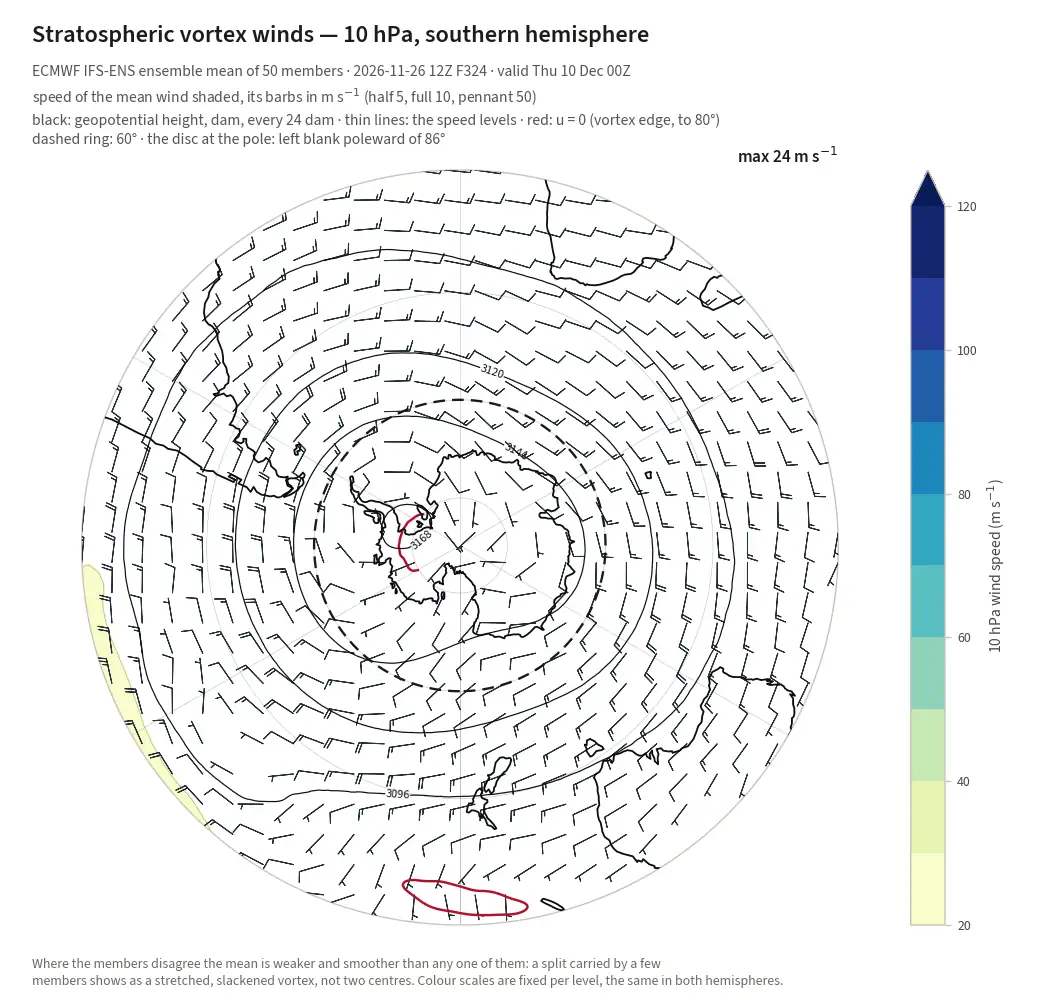 Stratospheric vortex winds — 10 hPa, southern hemisphere
ECMWF IFS-ENS ensemble mean of 50 members · 2026-11-26 12Z F324 · valid Thu 10 Dec 00Z
speed of the mean wind shaded, its barbs in m s⁻¹ (half 5, full 10, pennant 50)
black: geopotential height, dam, every 24 dam · thin lines: the speed levels · red: u = 0 (vortex edge, to 80°)
dashed ring: 60° · the disc at the pole: left blank poleward of 86°
max 24 m s⁻¹
120
100
80
60
40
20
10 hPa wind speed (m s⁻¹)
3120
3144
3168
3096
Where the members disagree the mean is weaker and smoother than any one of them: a split carried by a few
members shows as a stretched, slackened vortex, not two centres. Colour scales are fixed per level, the same in both hemispheres.